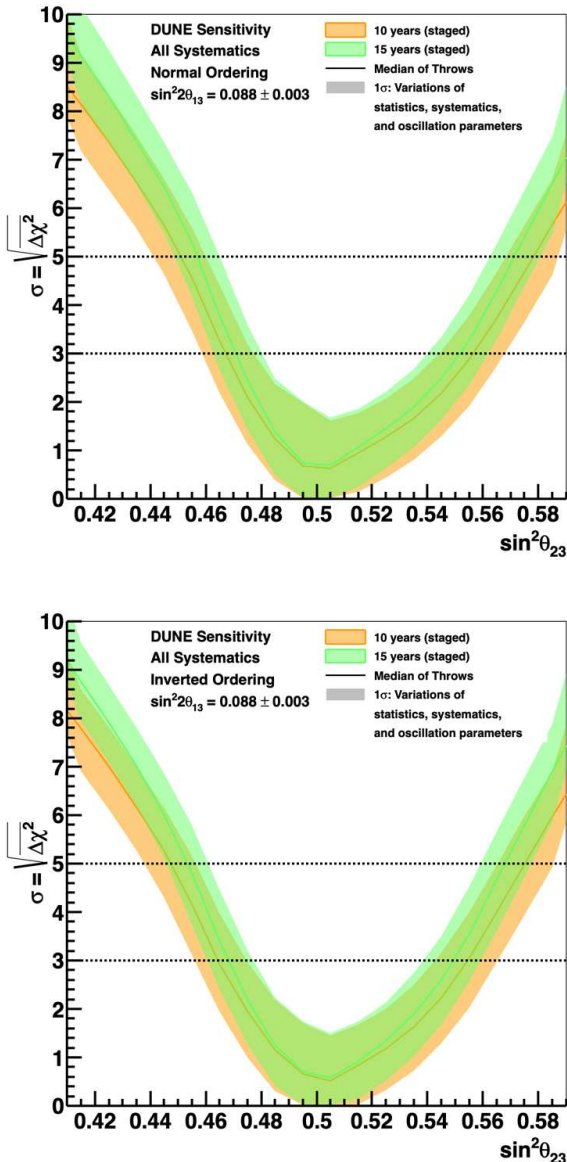 DUNE Sensitivity
All Systematics
Normal Ordering
sin²2θ₁₃ = 0.088 ± 0.003
10 years (staged)
15 years (staged)
Median of Throws
1σ: Variations of
statistics, systematics,
and oscillation parameters
σ = √Δχ²
10
9
8
7
6
5
4
3
2
1
0
0.42 0.44 0.46 0.48 0.5 0.52 0.54 0.56 0.58
sin²θ₂₃
DUNE Sensitivity
All Systematics
Inverted Ordering
sin²2θ₁₃ = 0.088 ± 0.003
10 years (staged)
15 years (staged)
Median of Throws
1σ: Variations of
statistics, systematics,
and oscillation parameters
σ = √Δχ²
10
9
8
7
6
5
4
3
2
1
0
0.42 0.44 0.46 0.48 0.5 0.52 0.54 0.56 0.58
sin²θ₂₃